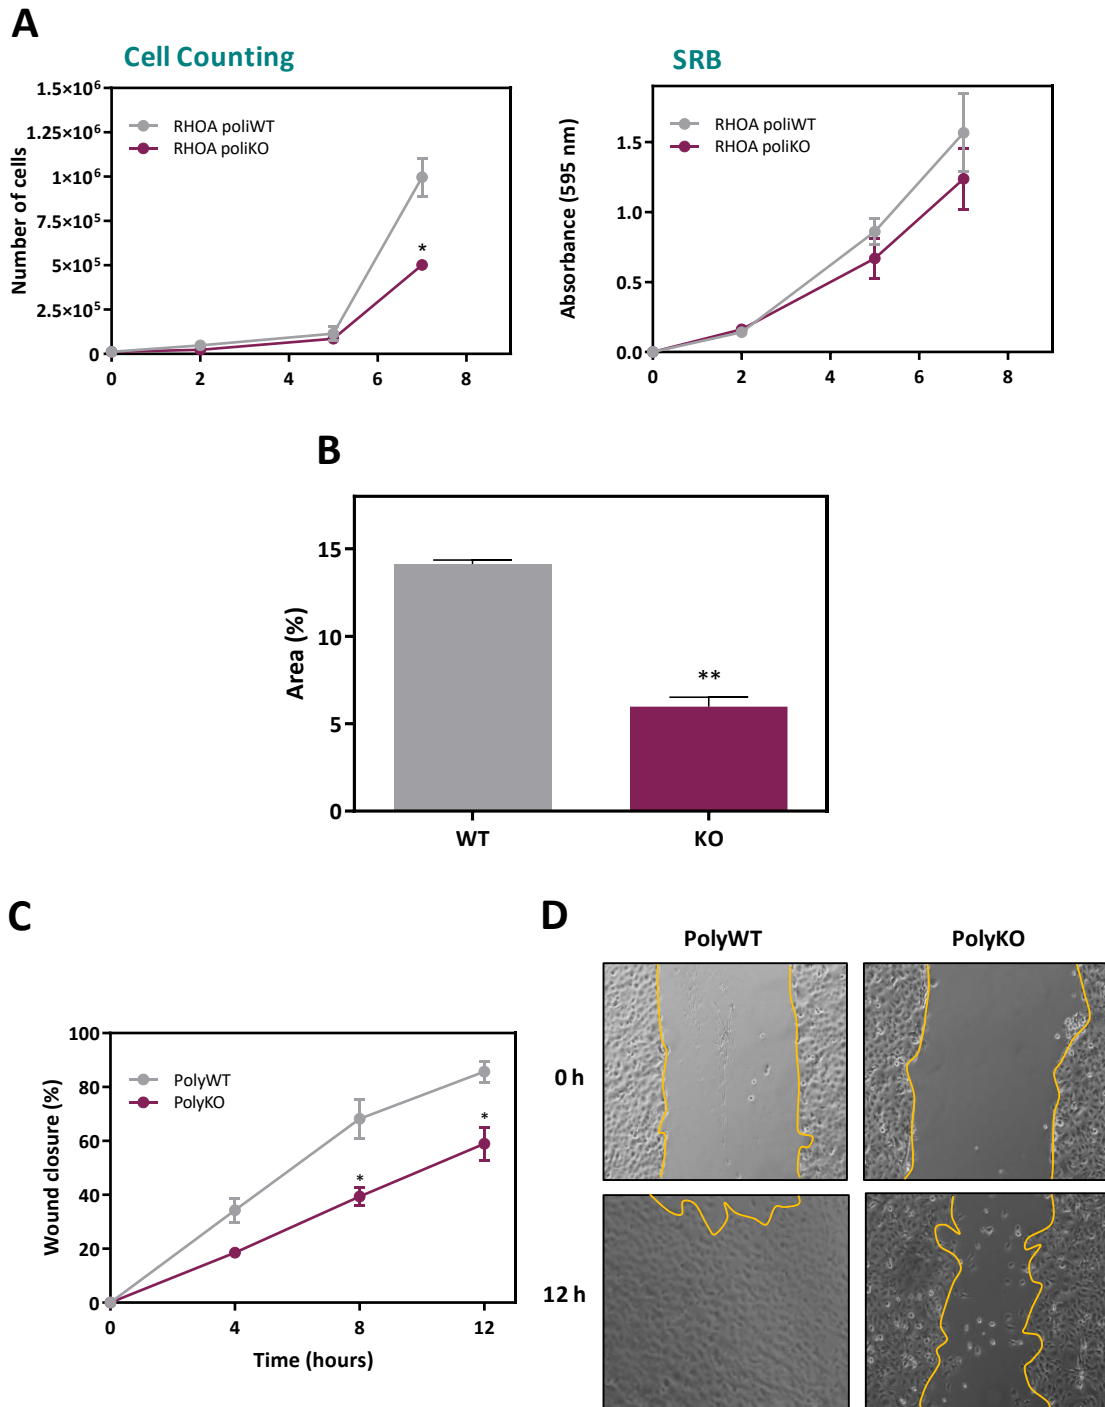 A
Cell Counting
1.5×10⁶
1.25×10⁶
1×10⁶
7.5×10⁵
5×10⁵
2.5×10⁵
0
Number of cells
RHOA poliWT
RHOA poliKO
*
0 2 4 6 8
SRB
1.5
1.0
0.5
0.0
Absorbance (595 nm)
RHOA poliWT
RHOA poliKO
0 2 4 6 8
B
15
10
5
0
Area (%)
**
WT KO
C
100
80
60
40
20
0
Wound closure (%)
PolyWT
PolyKO
*
*
0 4 8 12
Time (hours)
D
PolyWT PolyKO
0 h
12 h